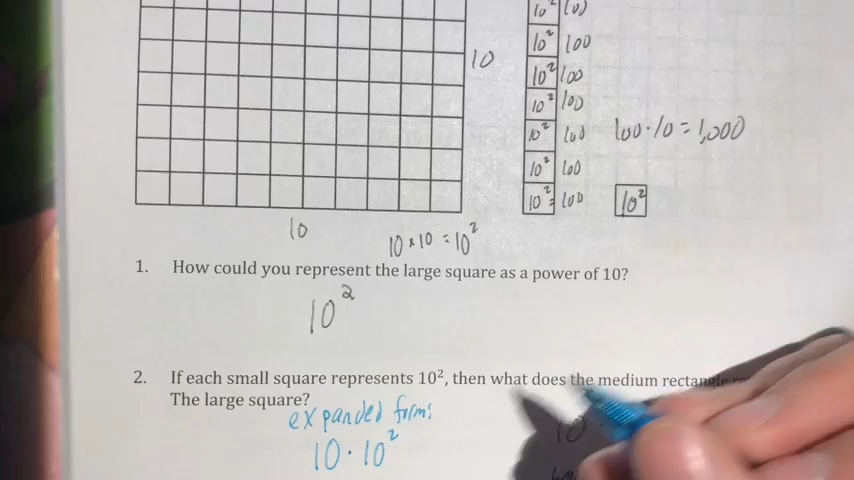 10² 100
10
10² 100
10² 100
10² 100
100 · 10 = 1,000
10² 100
10² 100
10² = 100
10²
10
10 × 10 = 10²
1. How could you represent the large square as a power of 10?
10²
2. If each small square represents 10², then what does the medium rectangle
The large square?
expanded form:
10 · 10²
10